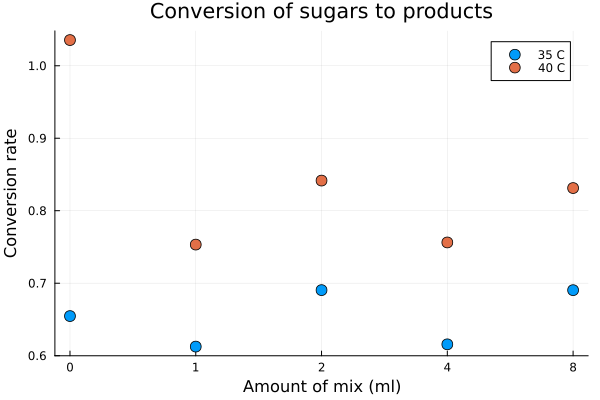 Conversion of sugars to products
35 C
40 C
1.0
0.9
0.8
0.7
0.6
Conversion rate
0 1 2 4 8
Amount of mix (ml)